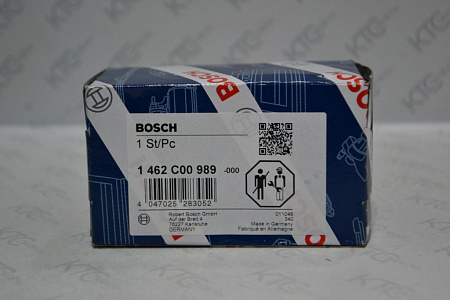 BOSCH
BOSCH
1 St/Pc
1 462 C00 989 -000
4 047025 283052
Robert Bosch GmbH
Auf der Breit 4
76227 Karlsruhe
GERMANY
011048
340
Made in Germany
Fabriqué en Allemagne
KTC